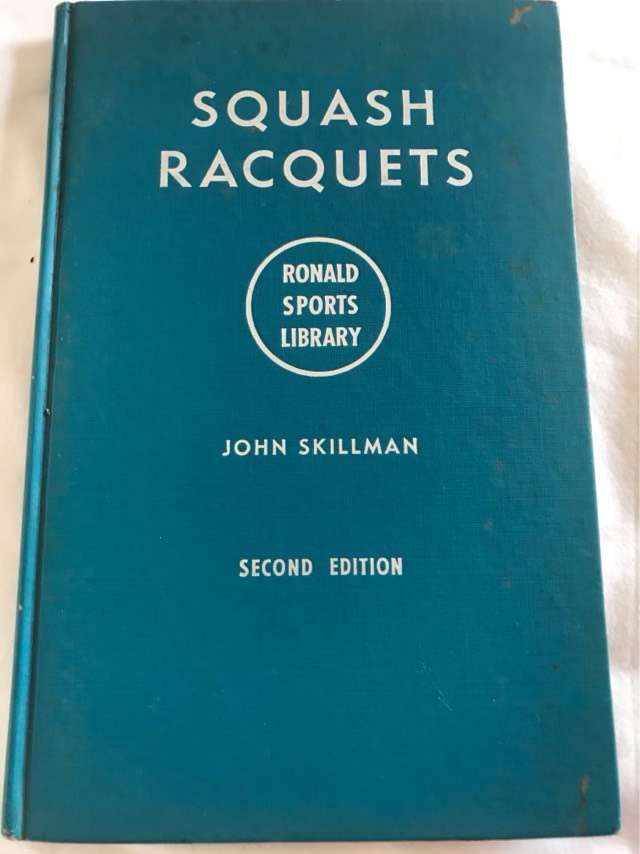 SQUASH
RACQUETS
RONALD
SPORTS
LIBRARY
JOHN SKILLMAN
SECOND EDITION